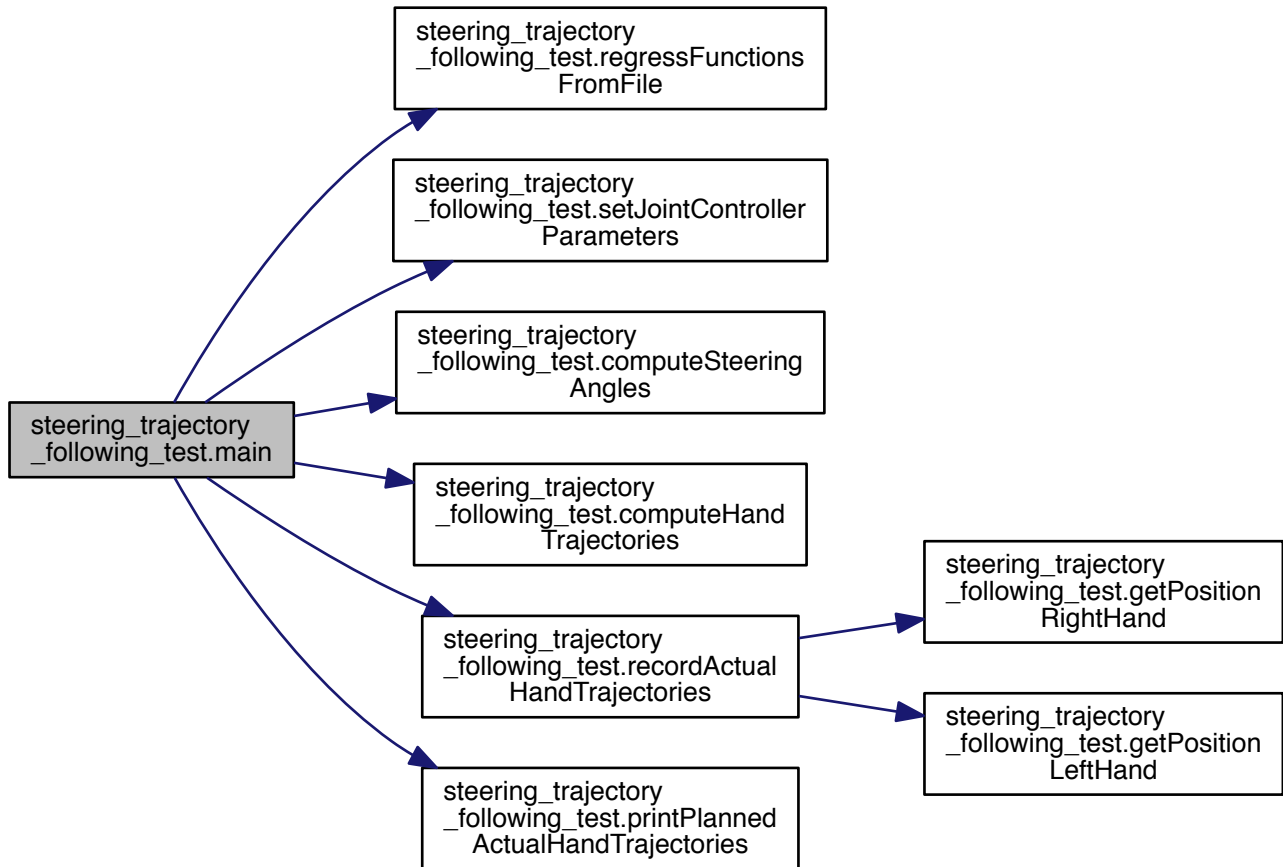 steering_trajectory
_following_test.regressFunctions
FromFile
steering_trajectory
_following_test.setJointController
Parameters
steering_trajectory
_following_test.computeSteering
Angles
steering_trajectory
_following_test.main
steering_trajectory
_following_test.computeHand
Trajectories
steering_trajectory
_following_test.recordActual
HandTrajectories
steering_trajectory
_following_test.getPosition
RightHand
steering_trajectory
_following_test.getPosition
LeftHand
steering_trajectory
_following_test.printPlanned
ActualHandTrajectories